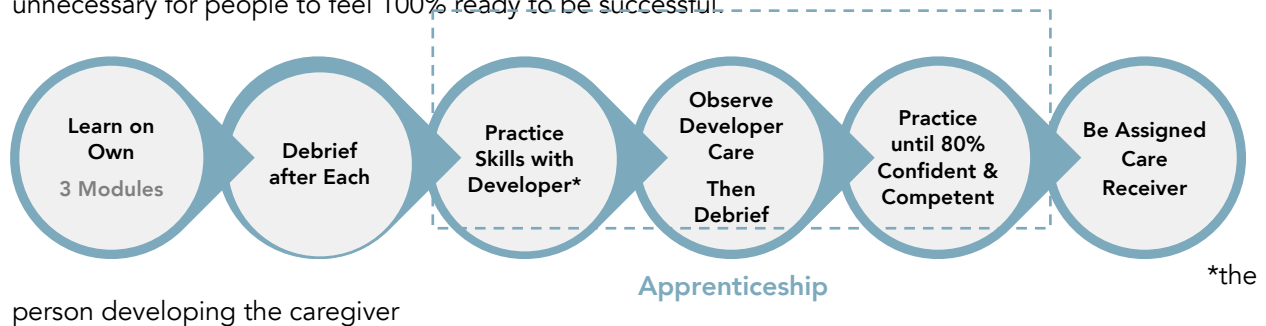 unnecessary for people to feel 100% ready to be successful.
Learn on
Own
3 Modules
Debrief
after Each
Practice
Skills with
Developer*
Observe
Developer
Care
Then
Debrief
Practice
until 80%
Confident &
Competent
Be Assigned
Care
Receiver
Apprenticeship
*the
person developing the caregiver